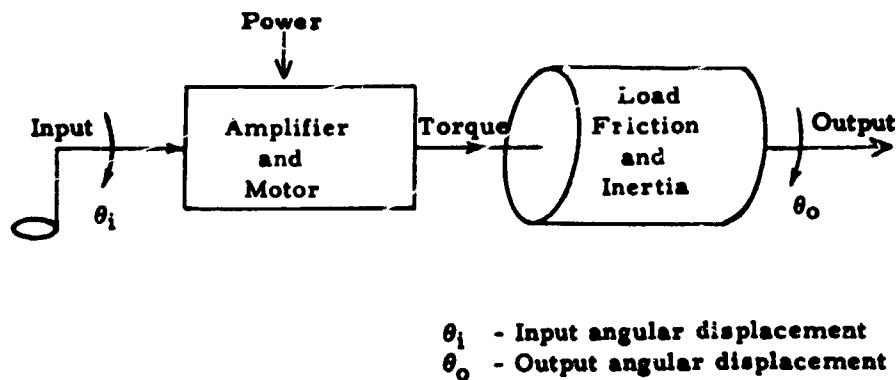 Power
Input
θi
Amplifier
and
Motor
Torque
Load
Friction
and
Inertia
Output
θo
θi - Input angular displacement
θo - Output angular displacement